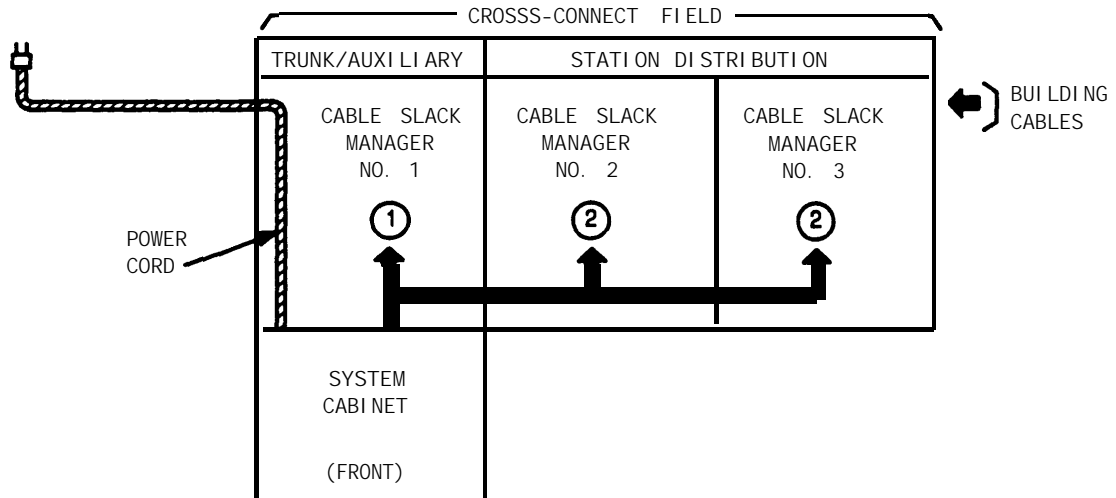 CROSSS-CONNECT FIELD
TRUNK/AUXILIARY
STATION DISTRIBUTION
CABLE SLACK
MANAGER
NO. 1
1
CABLE SLACK
MANAGER
NO. 2
2
CABLE SLACK
MANAGER
NO. 3
2
BUILDING
CABLES
POWER
CORD
SYSTEM
CABINET
(FRONT)